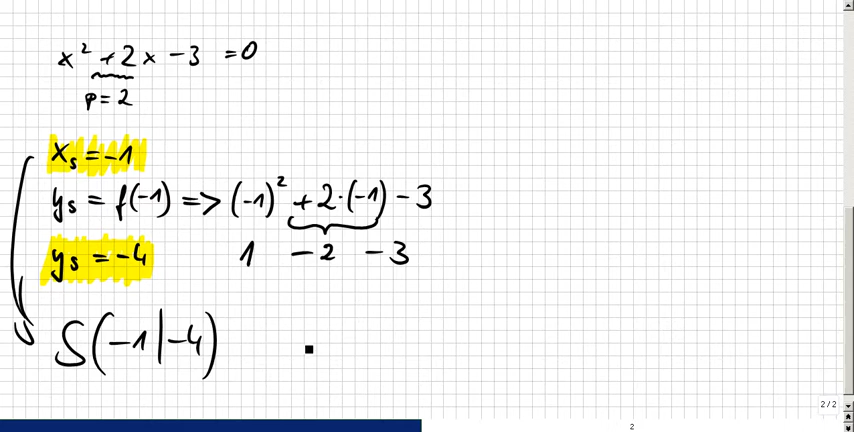 x² +2x -3 = 0
p = 2
xₛ = -1
yₛ = f(-1) => (-1)² +2·(-1) - 3
yₛ = -4 1 -2 -3
S(-1|-4)
2/2
2